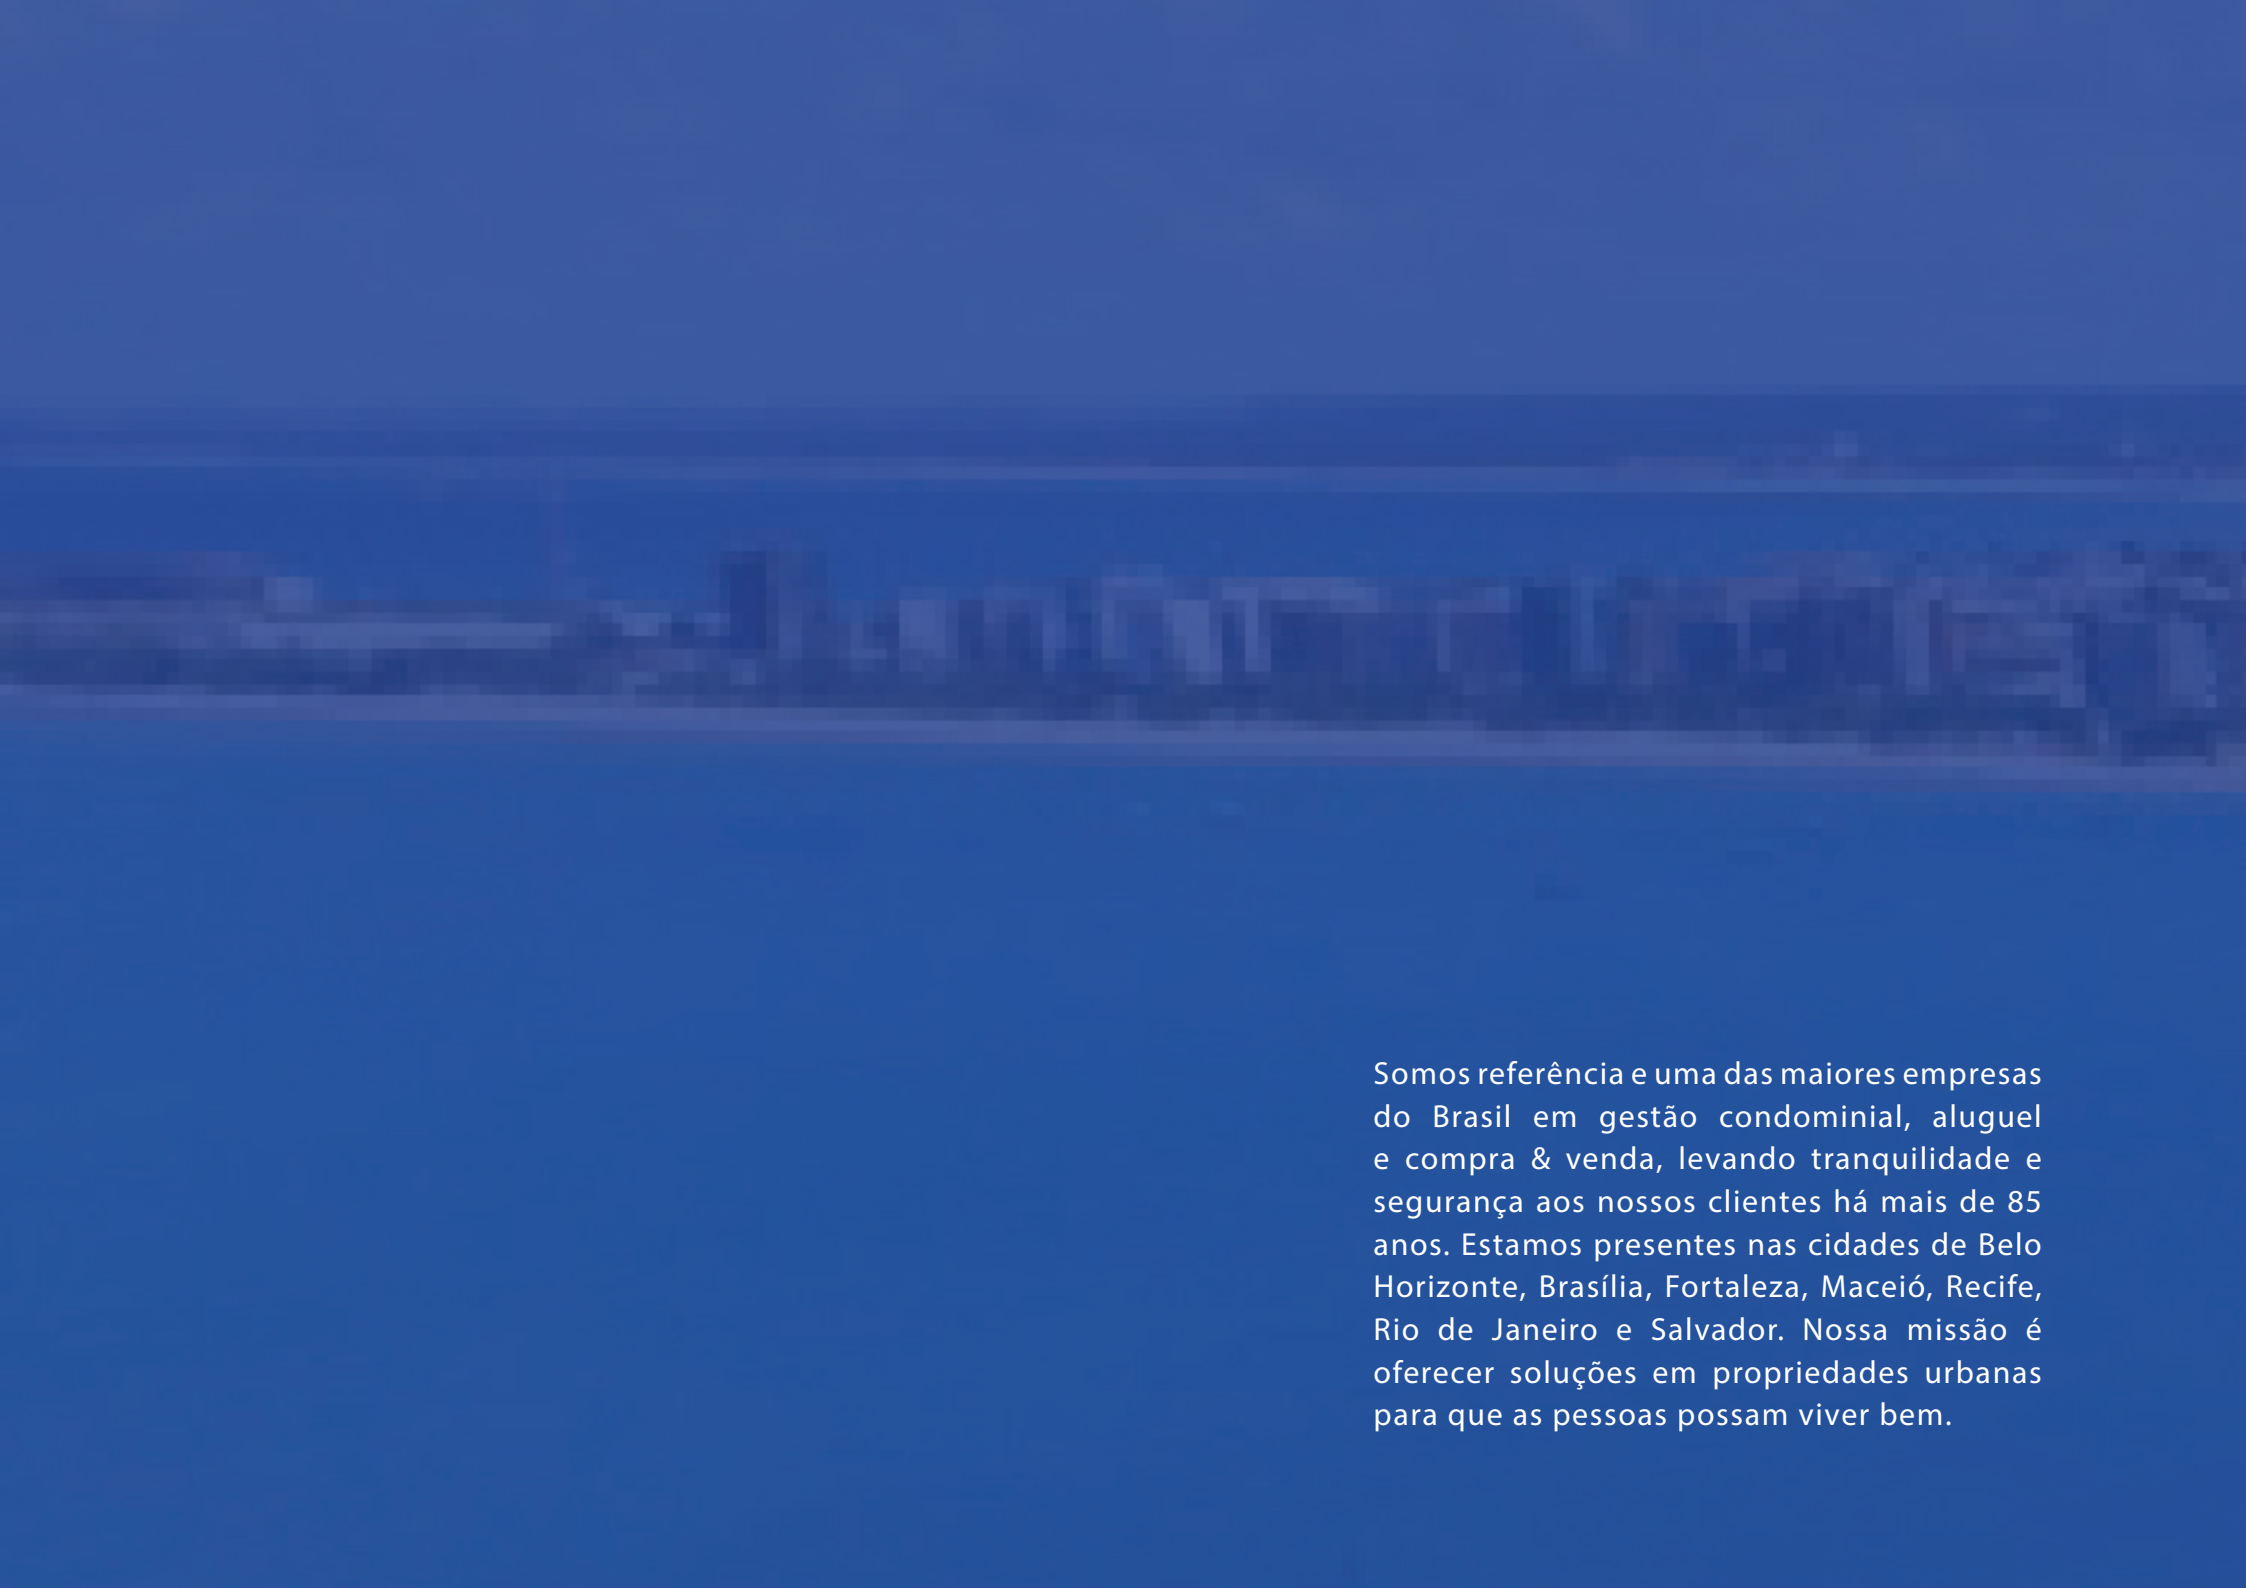 Somos referência e uma das maiores empresas
do Brasil em gestão condominial, aluguel
e compra & venda, levando tranquilidade e
segurança aos nossos clientes há mais de 85
anos. Estamos presentes nas cidades de Belo
Horizonte, Brasília, Fortaleza, Maceió, Recife,
Rio de Janeiro e Salvador. Nossa missão é
oferecer soluções em propriedades urbanas
para que as pessoas possam viver bem.